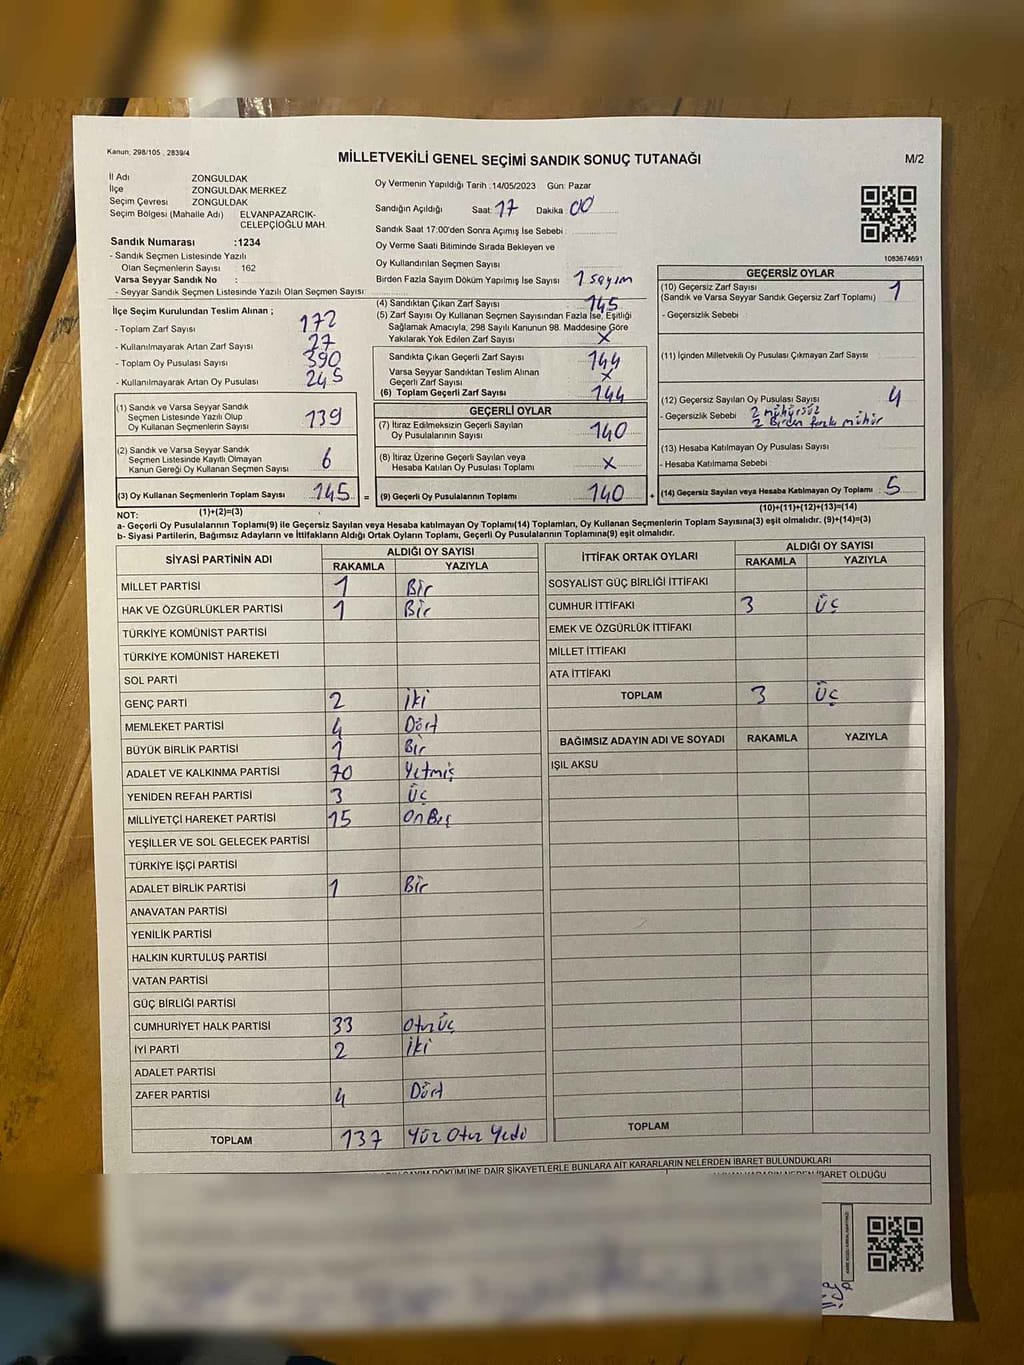 Kanun: 298/105 , 2839/4
MİLLETVEKİLİ GENEL SEÇİMİ SANDIK SONUÇ TUTANAĞI
M/2
İl Adı ZONGULDAK
İlçe ZONGULDAK MERKEZ
Seçim Çevresi ZONGULDAK
Seçim Bölgesi (Mahalle Adı) ELVANPAZARCIK-
CELEPÇİOĞLU MAH.
Sandık Numarası :1234
- Sandık Seçmen Listesinde Yazılı
Olan Seçmenlerin Sayısı : 162
Varsa Seyyar Sandık No :
- Seyyar Sandık Seçmen Listesinde Yazılı Olan Seçmen Sayısı:
Oy Vermenin Yapıldığı Tarih :14/05/2023 Gün: Pazar
Sandığın Açıldığı Saat: 17 Dakika 00
Sandık Saat 17:00'den Sonra Açımış İse Sebebi :
Oy Verme Saati Bitiminde Sırada Bekleyen ve
Oy Kullandırılan Seçmen Sayısı
Birden Fazla Sayım Döküm Yapılmış İse Sayısı 1 sayım
1083674691
İlçe Seçim Kurulundan Teslim Alınan ;
- Toplam Zarf Sayısı 172
- Kullanılmayarak Artan Zarf Sayısı 27
- Toplam Oy Pusulası Sayısı 390
- Kullanılmayarak Artan Oy Pusulası 245
(4) Sandıktan Çıkan Zarf Sayısı 145
(5) Zarf Sayısı Oy Kullanan Seçmen Sayısından Fazla İse, Eşitliği
Sağlamak Amacıyla, 298 Sayılı Kanunun 98. Maddesine Göre
Yakılarak Yok Edilen Zarf Sayısı X
Sandıkta Çıkan Geçerli Zarf Sayısı 144
Varsa Seyyar Sandıktan Teslim Alınan
Geçerli Zarf Sayısı X
(6) Toplam Geçerli Zarf Sayısı 144
GEÇERSİZ OYLAR
(10) Geçersiz Zarf Sayısı 1
(Sandık ve Varsa Seyyar Sandık Geçersiz Zarf Toplamı)
- Geçersizlik Sebebi
(11) İçinden Milletvekili Oy Pusulası Çıkmayan Zarf Sayısı
(12) Geçersiz Sayılan Oy Pusulası Sayısı 4
- Geçersizlik Sebebi 2 mühürsüz
2 Birden fazla mühür
(13) Hesaba Katılmayan Oy Pusulası Sayısı
- Hesaba Katılmama Sebebi
(14) Geçersiz Sayılan veya Hesaba Katılmayan Oy Toplamı : 5
(10)+(11)+(12)+(13)=(14)
(1) Sandık ve Varsa Seyyar Sandık
Seçmen Listesinde Yazılı Olup
Oy Kullanan Seçmenlerin Sayısı 139
(2) Sandık ve Varsa Seyyar Sandık
Seçmen Listesinde Kayıtlı Olmayan
Kanun Gereği Oy Kullanan Seçmen Sayısı 6
(3) Oy Kullanan Seçmenlerin Toplam Sayısı 145 =
(1)+(2)=(3)
GEÇERLİ OYLAR
(7) İtiraz Edilmeksizin Geçerli Sayılan
Oy Pusulalarının Sayısı 140
(8) İtiraz Üzerine Geçerli Sayılan veya
Hesaba Katılan Oy Pusulası Toplamı X
(9) Geçerli Oy Pusulalarının Toplamı 140 +
NOT:
a- Geçerli Oy Pusulalarının Toplamı(9) ile Geçersiz Sayılan veya Hesaba katılmayan Oy Toplamı(14) Toplamları, Oy Kullanan Seçmenlerin Toplam Sayısına(3) eşit olmalıdır. (9)+(14)=(3)
b- Siyasi Partilerin, Bağımsız Adayların ve İttifakların Aldığı Ortak Oyların Toplamı, Geçerli Oy Pusulalarının Toplamına(9) eşit olmalıdır.
SİYASİ PARTİNİN ADI ALDIĞI OY SAYISI
RAKAMLA YAZIYLA
MİLLET PARTİSİ 1 Bir
HAK VE ÖZGÜRLÜKLER PARTİSİ 1 Bir
TÜRKİYE KOMÜNİST PARTİSİ
TÜRKİYE KOMÜNİST HAREKETİ
SOL PARTİ
GENÇ PARTİ 2 İki
MEMLEKET PARTİSİ 4 Dört
BÜYÜK BİRLİK PARTİSİ 1 Bir
ADALET VE KALKINMA PARTİSİ 70 Yetmiş
YENİDEN REFAH PARTİSİ 3 Üç
MİLLİYETÇİ HAREKET PARTİSİ 15 On Beş
YEŞİLLER VE SOL GELECEK PARTİSİ
TÜRKİYE İŞÇİ PARTİSİ
ADALET BİRLİK PARTİSİ 1 Bir
ANAVATAN PARTİSİ
YENİLİK PARTİSİ
HALKIN KURTULUŞ PARTİSİ
VATAN PARTİSİ
GÜÇ BİRLİĞİ PARTİSİ
CUMHURİYET HALK PARTİSİ 33 Otuz Üç
İYİ PARTİ 2 İki
ADALET PARTİSİ
ZAFER PARTİSİ 4 Dört
TOPLAM 137 Yüz Otuz Yedi
İTTİFAK ORTAK OYLARI ALDIĞI OY SAYISI
RAKAMLA YAZIYLA
SOSYALİST GÜÇ BİRLİĞİ İTTİFAKI
CUMHUR İTTİFAKI 3 Üç
EMEK VE ÖZGÜRLÜK İTTİFAKI
MİLLET İTTİFAKI
ATA İTTİFAKI
TOPLAM 3 Üç
BAĞIMSIZ ADAYIN ADI VE SOYADI RAKAMLA YAZIYLA
IŞIL AKSU
TOPLAM
SAYIM DÖKÜMÜNE DAİR ŞİKAYETLERLE BUNLARA AİT KARARLARIN NELERDEN İBARET BULUNDUKLARI
İBARET OLDUĞU